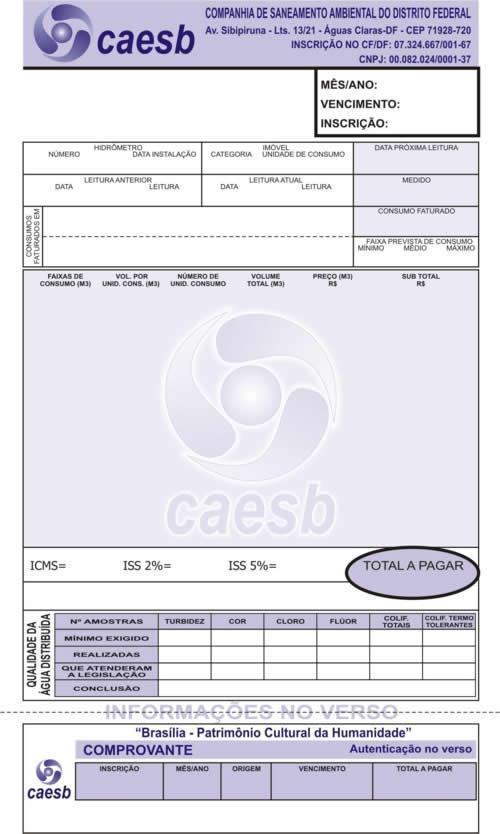 caesb
COMPANHIA DE SANEAMENTO AMBIENTAL DO DISTRITO FEDERAL
Av. Sibipiruna - Lts. 13/21 - Águas Claras-DF - CEP 71928-720
INSCRIÇÃO NO CF/DF: 07.324.667/001-67
CNPJ: 00.082.024/0001-37
MÊS/ANO:
VENCIMENTO:
INSCRIÇÃO:
HIDRÔMETRO IMÓVEL DATA PRÓXIMA LEITURA
NÚMERO DATA INSTALAÇÃO CATEGORIA UNIDADE DE CONSUMO
LEITURA ANTERIOR LEITURA ATUAL MEDIDO
DATA LEITURA DATA LEITURA
CONSUMOS
FATURADOS EM
CONSUMO FATURADO
FAIXA PREVISTA DE CONSUMO
MÍNIMO MÉDIO MÁXIMO
FAIXAS DE VOL. POR NÚMERO DE VOLUME PREÇO (M3) SUB TOTAL
CONSUMO (M3) UNID. CONS. (M3) UNID. CONSUMO TOTAL (M3) R$ R$
caesb
ICMS= ISS 2%= ISS 5%= TOTAL A PAGAR
QUALIDADE DA
ÁGUA DISTRIBUÍDA
Nº AMOSTRAS TURBIDEZ COR CLORO FLÚOR COLIF. TOTAIS COLIF. TERMO TOLERANTES
MÍNIMO EXIGIDO
REALIZADAS
QUE ATENDERAM
A LEGISLAÇÃO
CONCLUSÃO
INFORMAÇÕES NO VERSO
“Brasília - Patrimônio Cultural da Humanidade”
COMPROVANTE Autenticação no verso
INSCRIÇÃO MÊS/ANO ORIGEM VENCIMENTO TOTAL A PAGAR
caesb